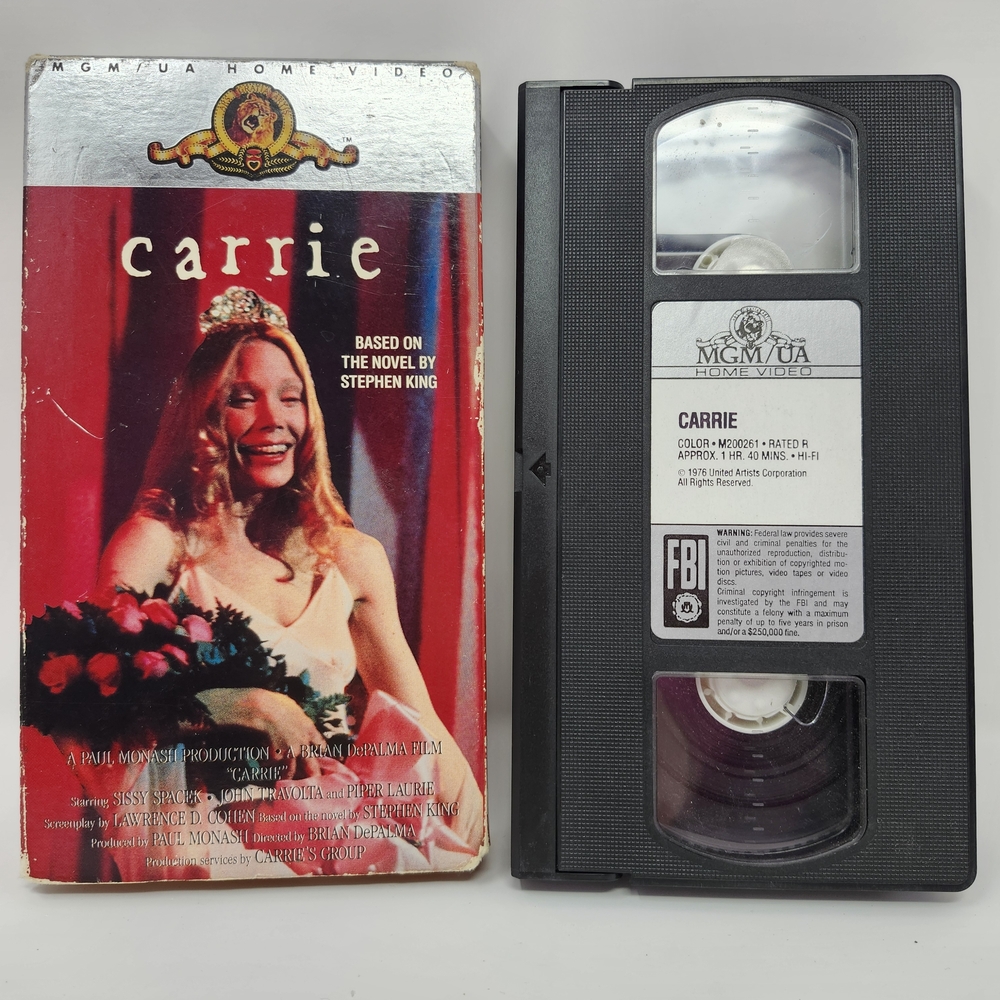 MGM/UA HOME VIDEO
TM
carrie
BASED ON
THE NOVEL BY
STEPHEN KING
A PAUL MONASH PRODUCTION • A BRIAN DePALMA FILM
"CARRIE"
Starring SISSY SPACEK • JOHN TRAVOLTA and PIPER LAURIE
Screenplay by LAWRENCE D. COHEN Based on the novel by STEPHEN KING
Produced by PAUL MONASH Directed by BRIAN DePALMA
Production services by CARRIE'S GROUP
MGM/UA
HOME VIDEO
CARRIE
COLOR • M200261 • RATED R
APPROX. 1 HR. 40 MINS. • HI-FI
© 1976 United Artists Corporation
All Rights Reserved.
FBI
WARNING: Federal law provides severe
civil and criminal penalties for the
unauthorized reproduction, distribu-
tion or exhibition of copyrighted mo-
tion pictures, video tapes or video
discs.
Criminal copyright infringement is
investigated by the FBI and may
constitute a felony with a maximum
penalty of up to five years in prison
and/or a $250,000 fine.